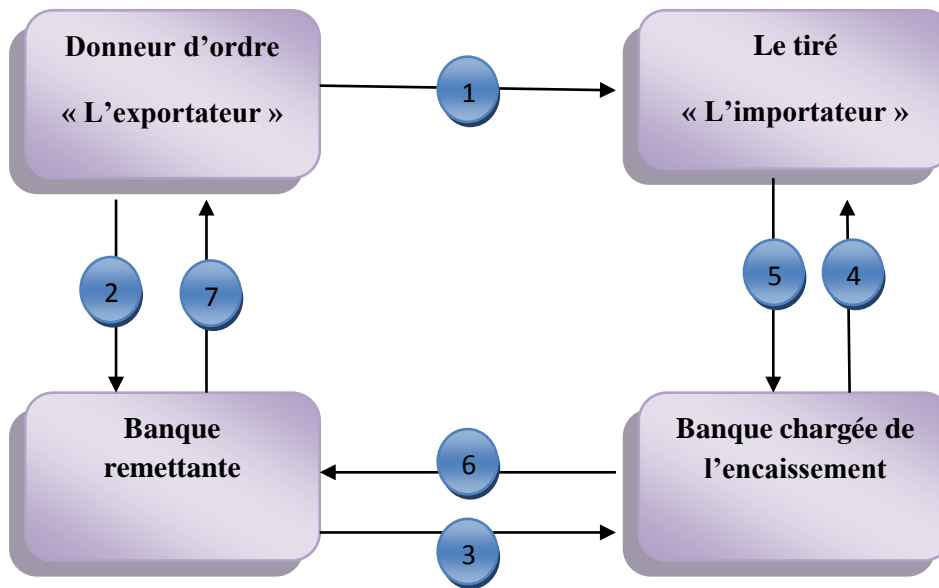 Donneur d’ordre
« L’exportateur »
Le tiré
« L’importateur »
1
2
7
5
4
Banque
remettante
Banque chargée de
l’encaissement
6
3